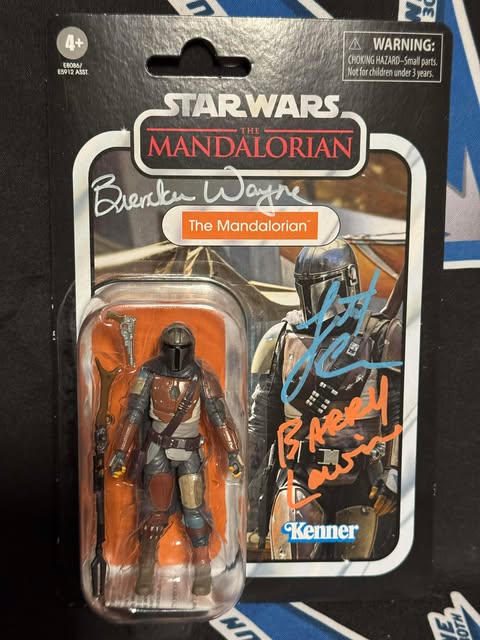 4+
E8086/
E5912 ASST.
WARNING:
CHOKING HAZARD–Small parts.
Not for children under 3 years.
STAR WARS
THE
MANDALORIAN
Brendan Wayne
The Mandalorian™
BARRY
Lowin
Kenner